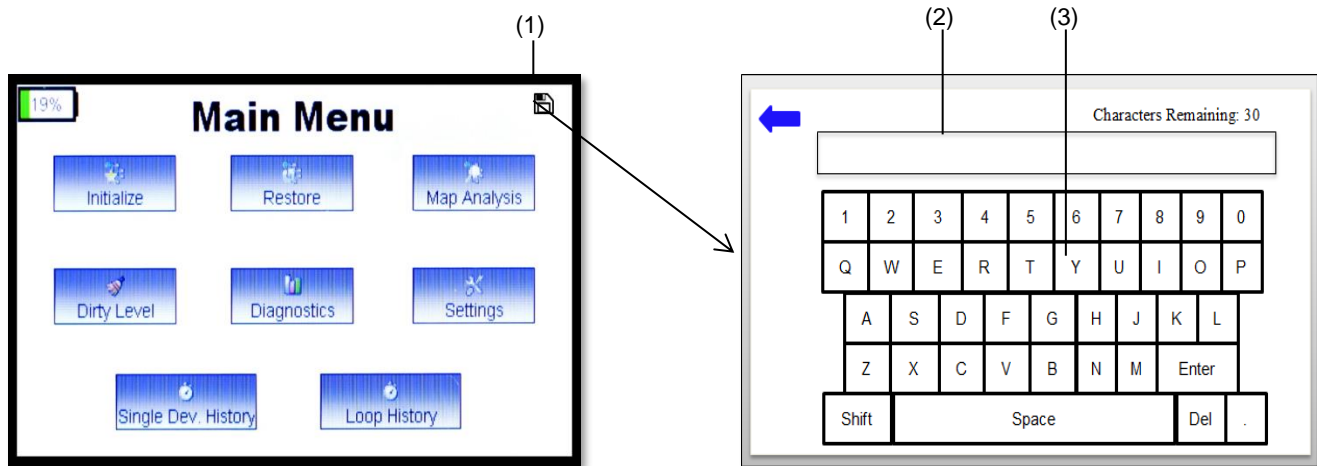 (1)
(2) (3)
19%
Main Menu
Initialize Restore Map Analysis
Dirty Level Diagnostics Settings
Single Dev. History Loop History
Characters Remaining: 30
1 2 3 4 5 6 7 8 9 0
Q W E R T Y U I O P
A S D F G H J K L
Z X C V B N M Enter
Shift Space Del .